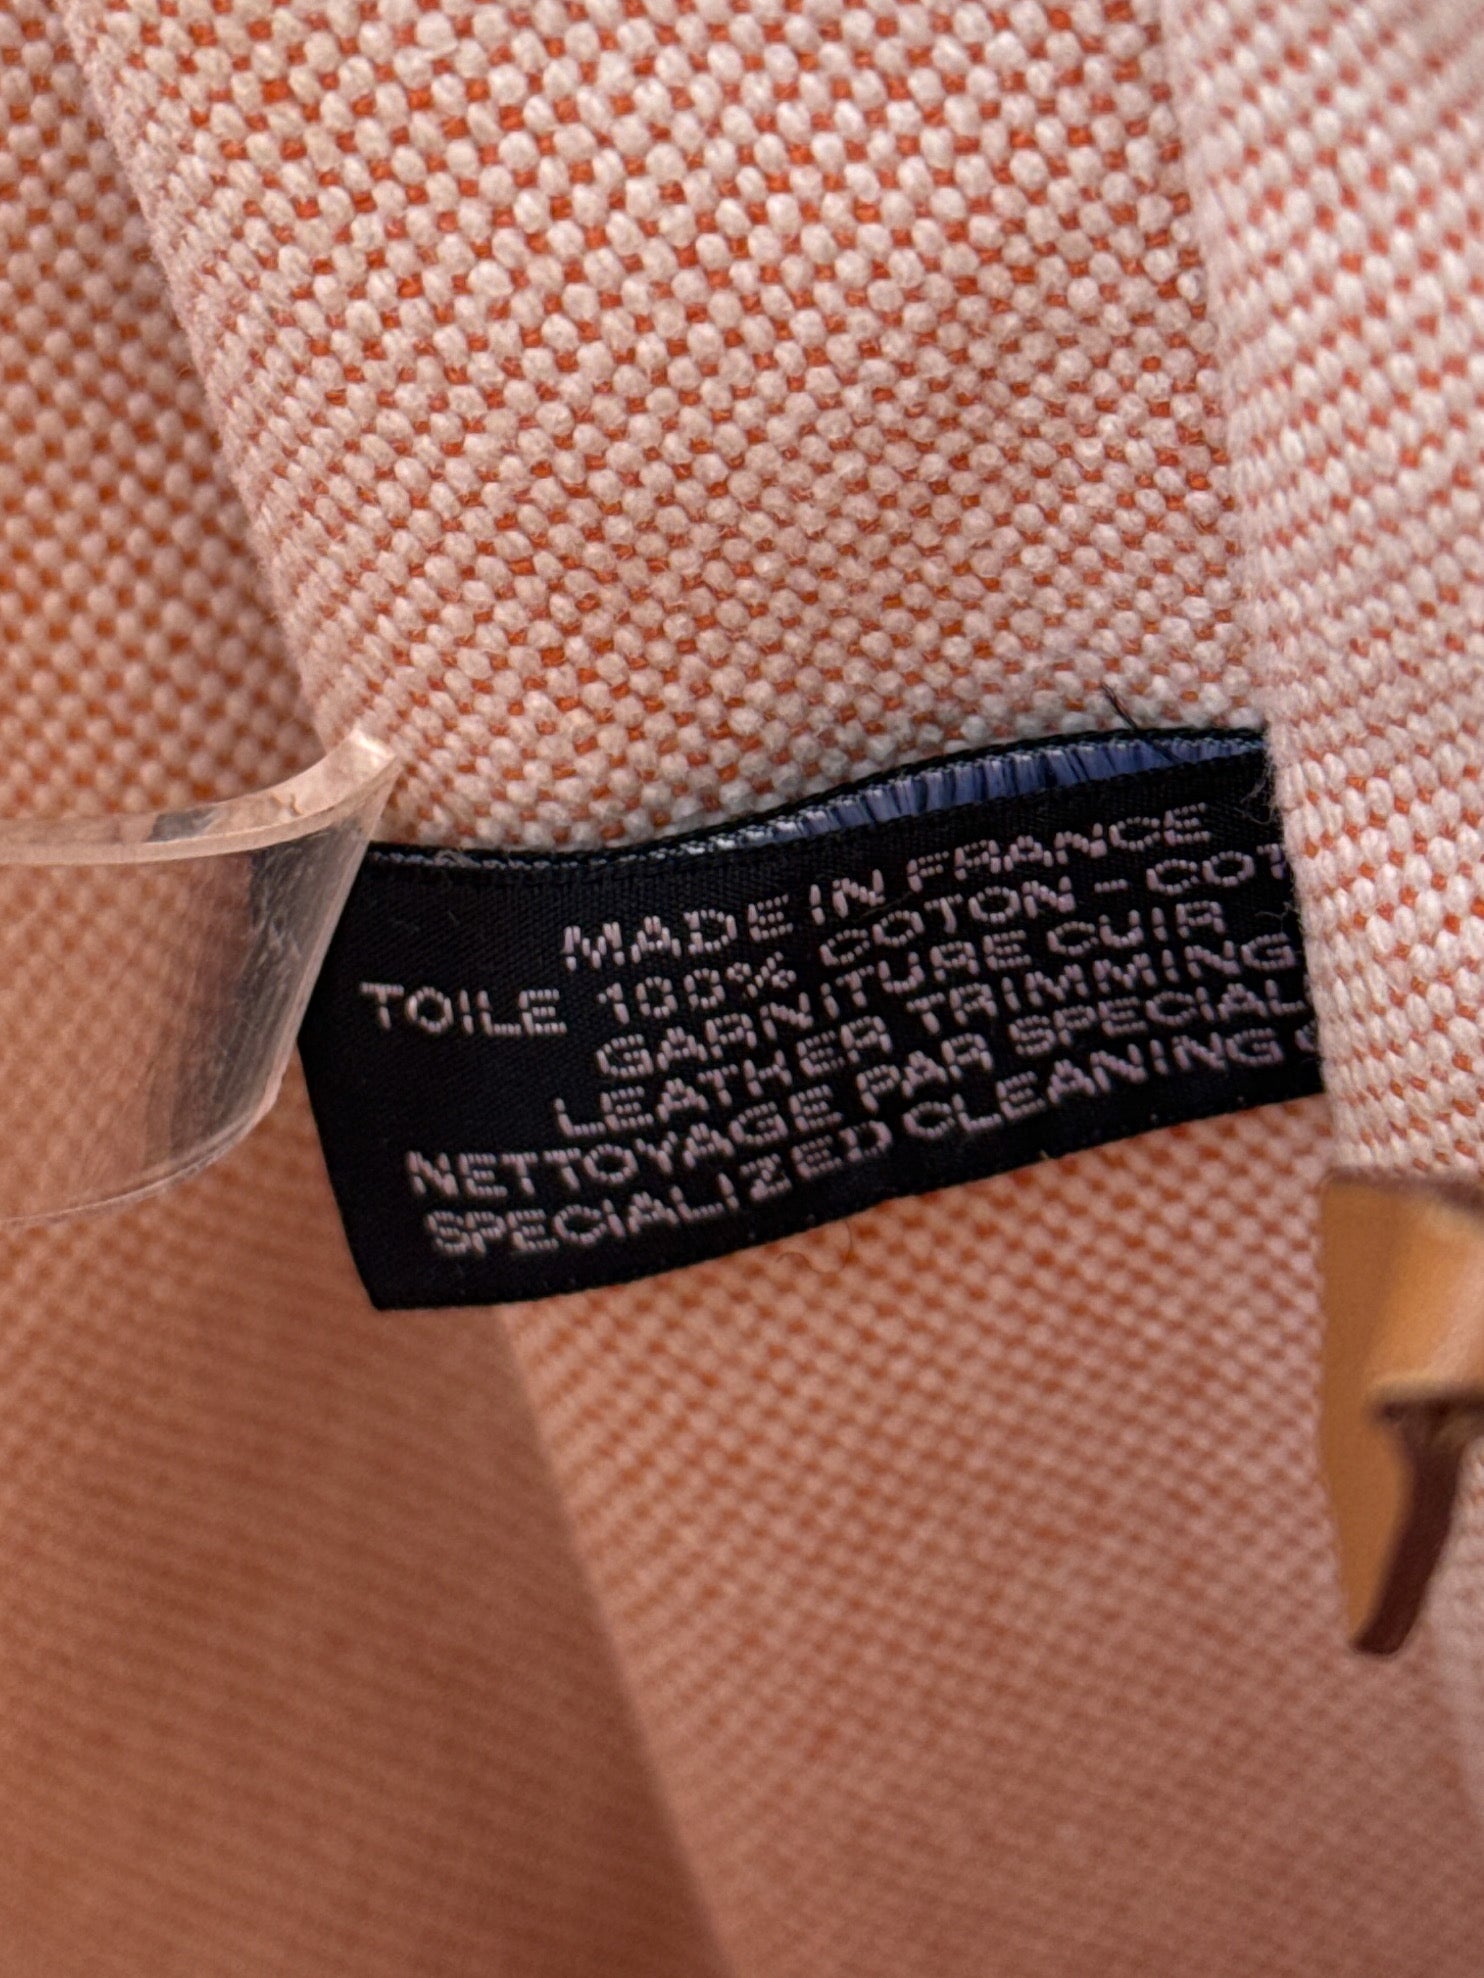 MADE IN FRANCE
TOILE 100% COTON - COT
GARNITURE CUIR
LEATHER TRIMMING
NETTOYAGE PAR SPECIAL
SPECIALIZED CLEANING